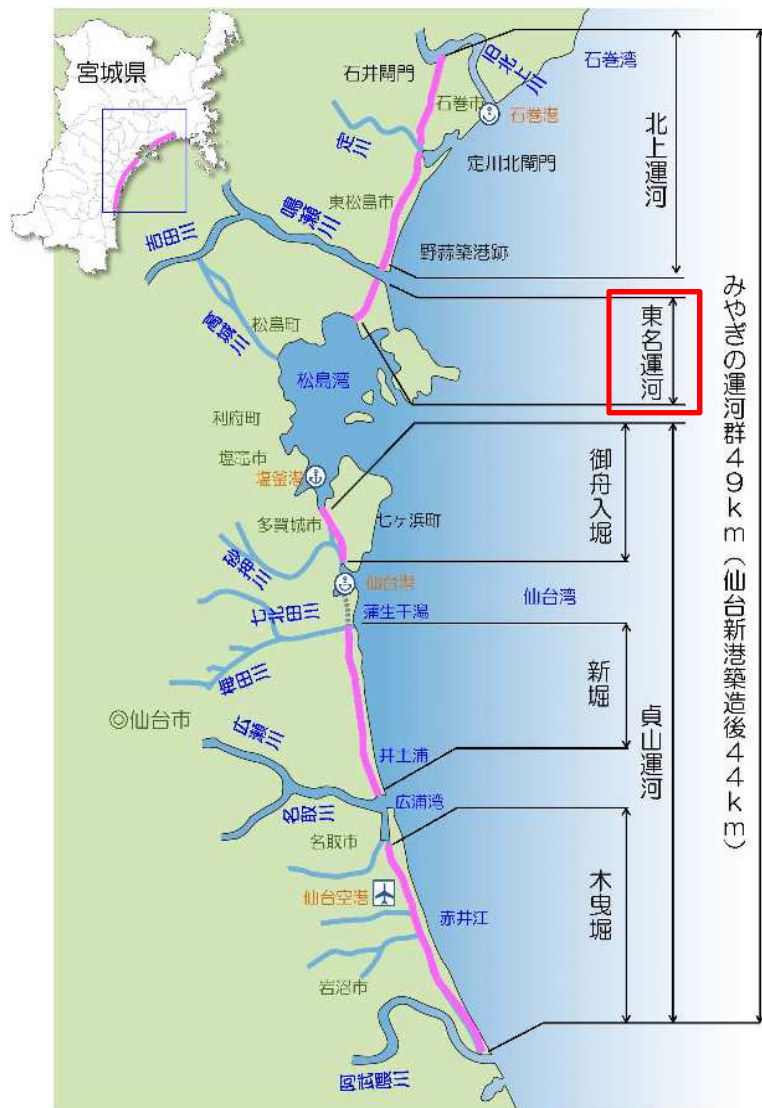 宮城県
石井閘門
旧北上川
石巻湾
石巻市
石巻港
定川
定川北閘門
北上運河
東松島市
鳴瀬川
吉田川
野蒜築港跡
高城川
松島町
東名運河
松島湾
みやぎの運河群49km(仙台新港築造後44km)
利府町
塩竈市
塩釜港
御舟入堀
多賀城市
七ヶ浜町
砂押川
仙台港
七北田川
蒲生干潟
仙台湾
梅田川
新堀
◎仙台市
広瀬川
井土浦
貞山運河
名取川
広浦湾
名取市
木曳堀
仙台空港
赤井江
岩沼市
阿武隈川